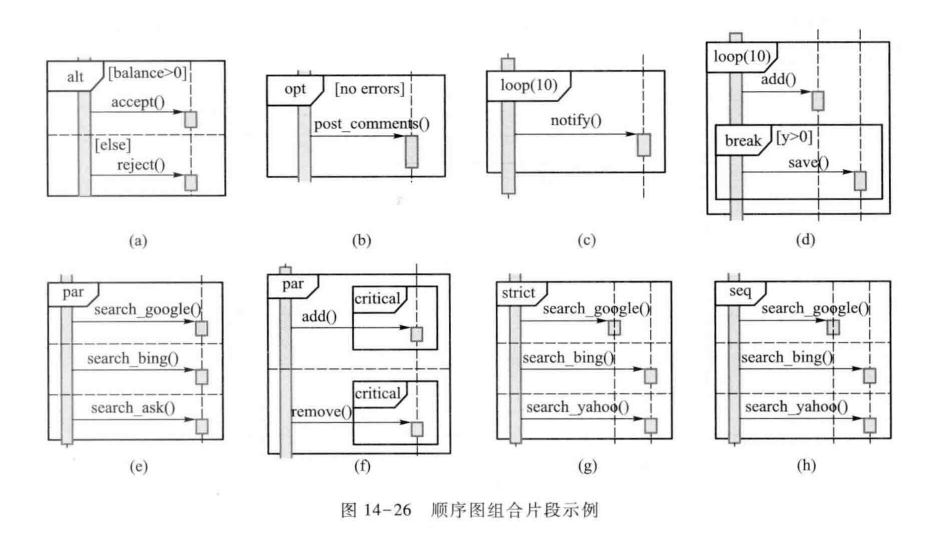 alt [balance>0]
accept()
[else]
reject()
(a)
opt [no errors]
post_comments()
(b)
loop(10)
notify()
(c)
loop(10)
add()
break [y>0]
save()
(d)
par
search_google()
search_bing()
search_ask()
(e)
par
critical
add()
critical
remove()
(f)
strict
search_google()
search_bing()
search_yahoo()
(g)
seq
search_google()
search_bing()
search_yahoo()
(h)
图 14-26 顺序图组合片段示例